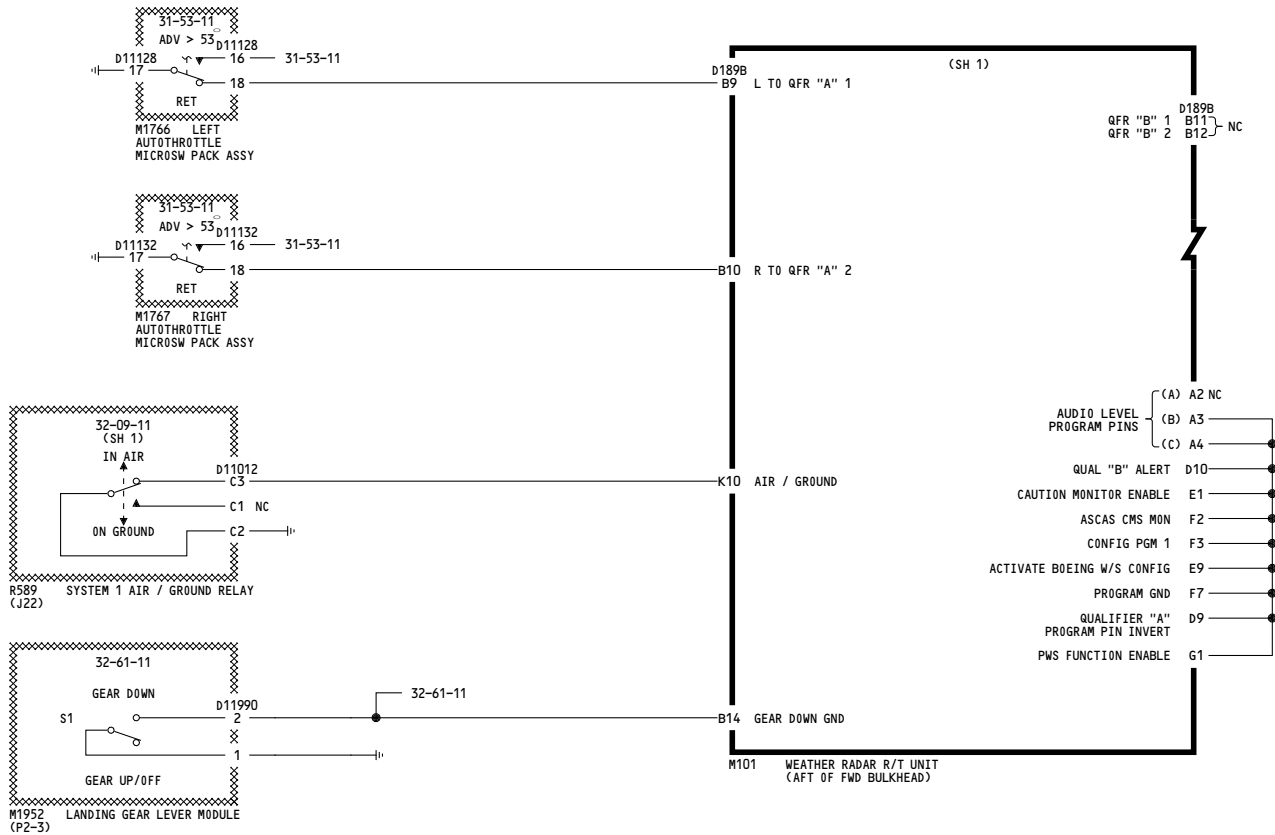 31-53-11
ADV > 53
D11128
D11128
16
31-53-11
17
18
RET
M1766 LEFT
AUTOTHROTTLE
MICROSW PACK ASSY
31-53-11
ADV > 53
D11132
D11132
16
31-53-11
17
18
RET
M1767 RIGHT
AUTOTHROTTLE
MICROSW PACK ASSY
32-09-11
(SH 1)
IN AIR
D11012
C3
C1 NC
ON GROUND
C2
R589 SYSTEM 1 AIR / GROUND RELAY
(J22)
32-61-11
GEAR DOWN
D11990
S1
2
32-61-11
1
GEAR UP/OFF
M1952 LANDING GEAR LEVER MODULE
(P2-3)
(SH 1)
D189B
B9 L TO QFR "A" 1
B10 R TO QFR "A" 2
K10 AIR / GROUND
B14 GEAR DOWN GND
D189B
QFR "B" 1 B11
QFR "B" 2 B12
NC
AUDIO LEVEL
PROGRAM PINS
(A) A2 NC
(B) A3
(C) A4
QUAL "B" ALERT D10
CAUTION MONITOR ENABLE E1
ASCAS CMS MON F2
CONFIG PGM 1 F3
ACTIVATE BOEING W/S CONFIG E9
PROGRAM GND F7
QUALIFIER "A" D9
PROGRAM PIN INVERT
PWS FUNCTION ENABLE G1
M101 WEATHER RADAR R/T UNIT
(AFT OF FWD BULKHEAD)